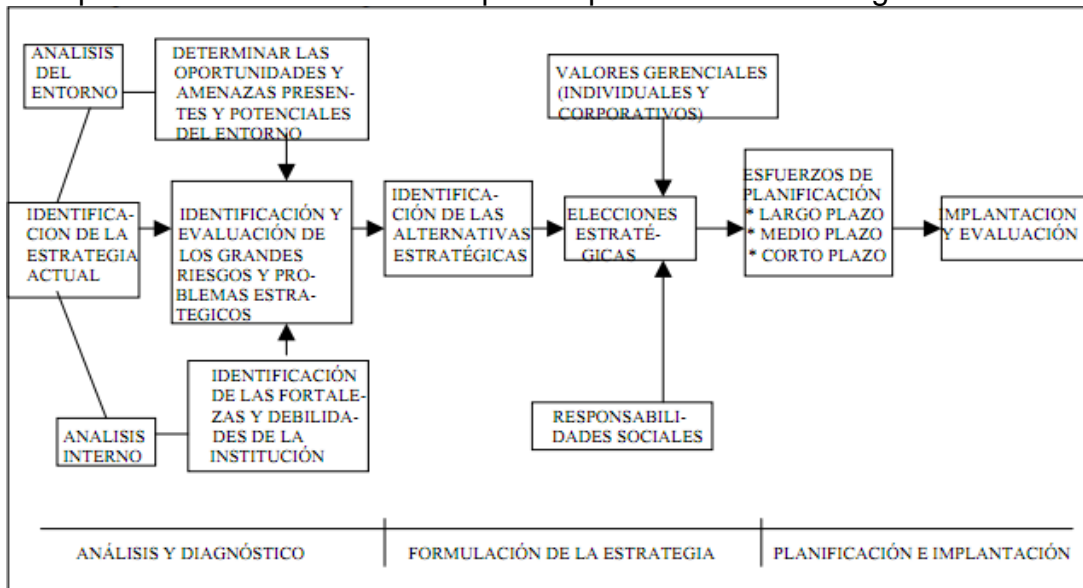 ANALISIS
DEL
ENTORNO
DETERMINAR LAS
OPORTUNIDADES Y
AMENAZAS PRESEN-
TES Y POTENCIALES
DEL ENTORNO
VALORES GERENCIALES
(INDIVIDUALES Y
CORPORATIVOS)
IDENTIFICA-
CION DE LA
ESTRATEGIA
ACTUAL
IDENTIFICACIÓN Y
EVALUACIÓN DE
LOS GRANDES
RIESGOS Y PRO-
BLEMAS ESTRA-
TEGICOS
IDENTIFICA-
CIÓN DE LAS
ALTERNATIVAS
ESTRATÉGICAS
ELECCIONES
ESTRATÉ-
GICAS
ESFUERZOS DE
PLANIFICACIÓN
* LARGO PLAZO
* MEDIO PLAZO
* CORTO PLAZO
IMPLANTACION
Y EVALUACIÓN
ANALISIS
INTERNO
IDENTIFICACIÓN
DE LAS FORTALE-
ZAS Y DEBILIDA-
DES DE LA
INSTITUCIÓN
RESPONSABILI-
DADES SOCIALES
ANÁLISIS Y DIAGNÓSTICO
FORMULACIÓN DE LA ESTRATEGIA
PLANIFICACIÓN E IMPLANTACIÓN